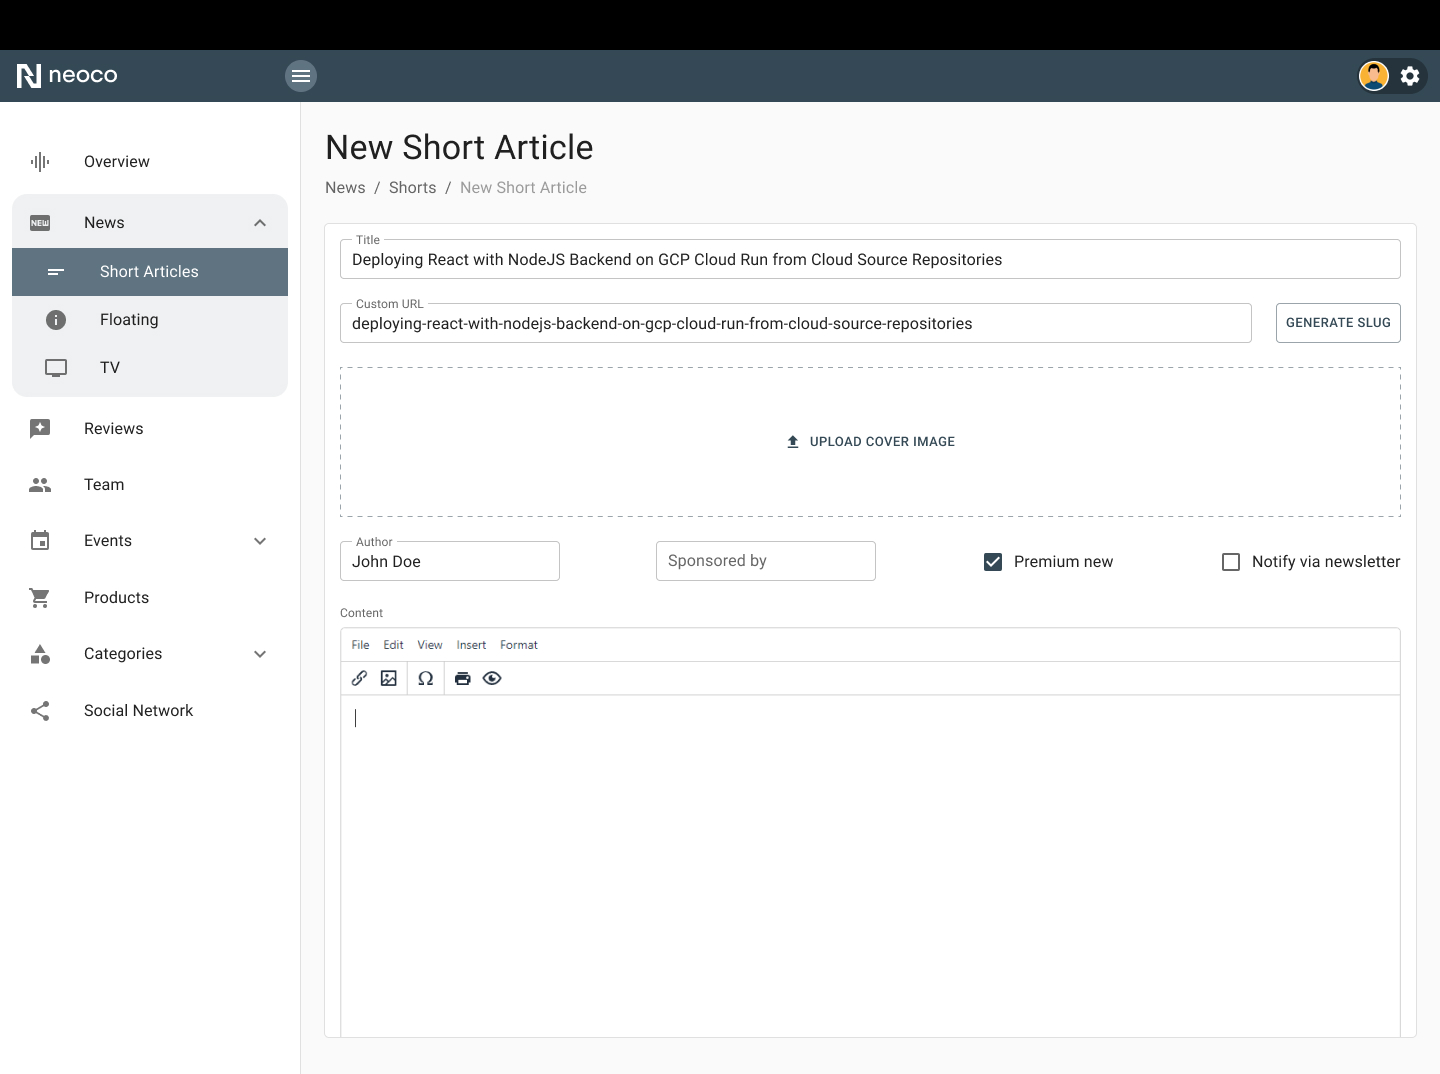 neoco
Overview
NEW News
Short Articles
Floating
TV
Reviews
Team
Events
Products
Categories
Social Network
New Short Article
News / Shorts / New Short Article
Title
Deploying React with NodeJS Backend on GCP Cloud Run from Cloud Source Repositories
Custom URL
deploying-react-with-nodejs-backend-on-gcp-cloud-run-from-cloud-source-repositories
GENERATE SLUG
UPLOAD COVER IMAGE
Author
John Doe
Sponsored by
Premium new
Notify via newsletter
Content
File Edit View Insert Format
Ω